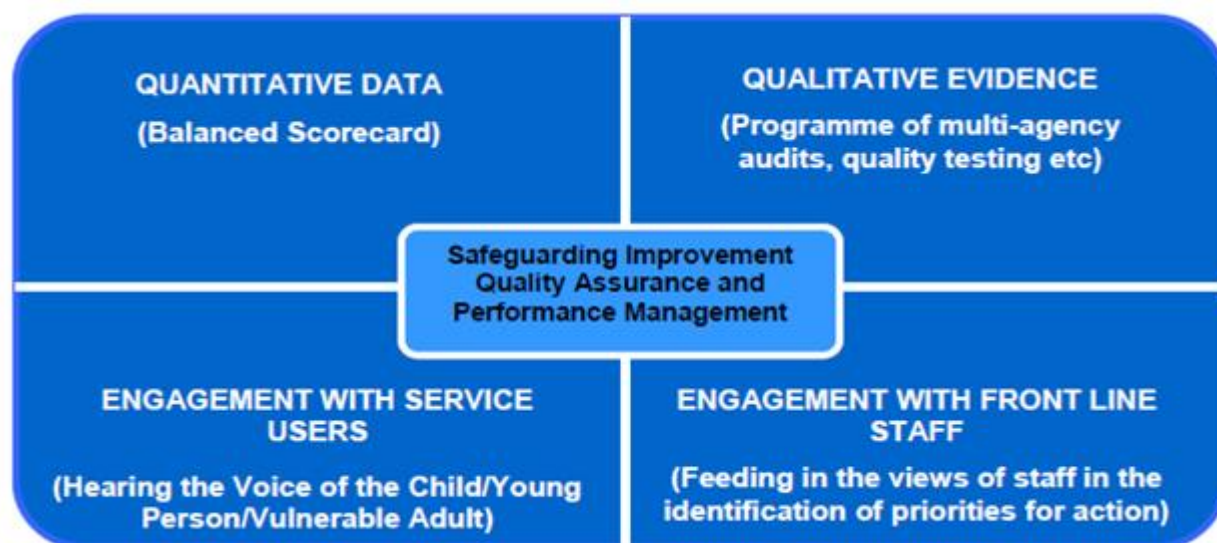 QUANTITATIVE DATA
(Balanced Scorecard)
QUALITATIVE EVIDENCE
(Programme of multi-agency
audits, quality testing etc)
Safeguarding Improvement
Quality Assurance and
Performance Management
ENGAGEMENT WITH SERVICE
USERS
(Hearing the Voice of the Child/Young
Person/Vulnerable Adult)
ENGAGEMENT WITH FRONT LINE
STAFF
(Feeding in the views of staff in the
identification of priorities for action)